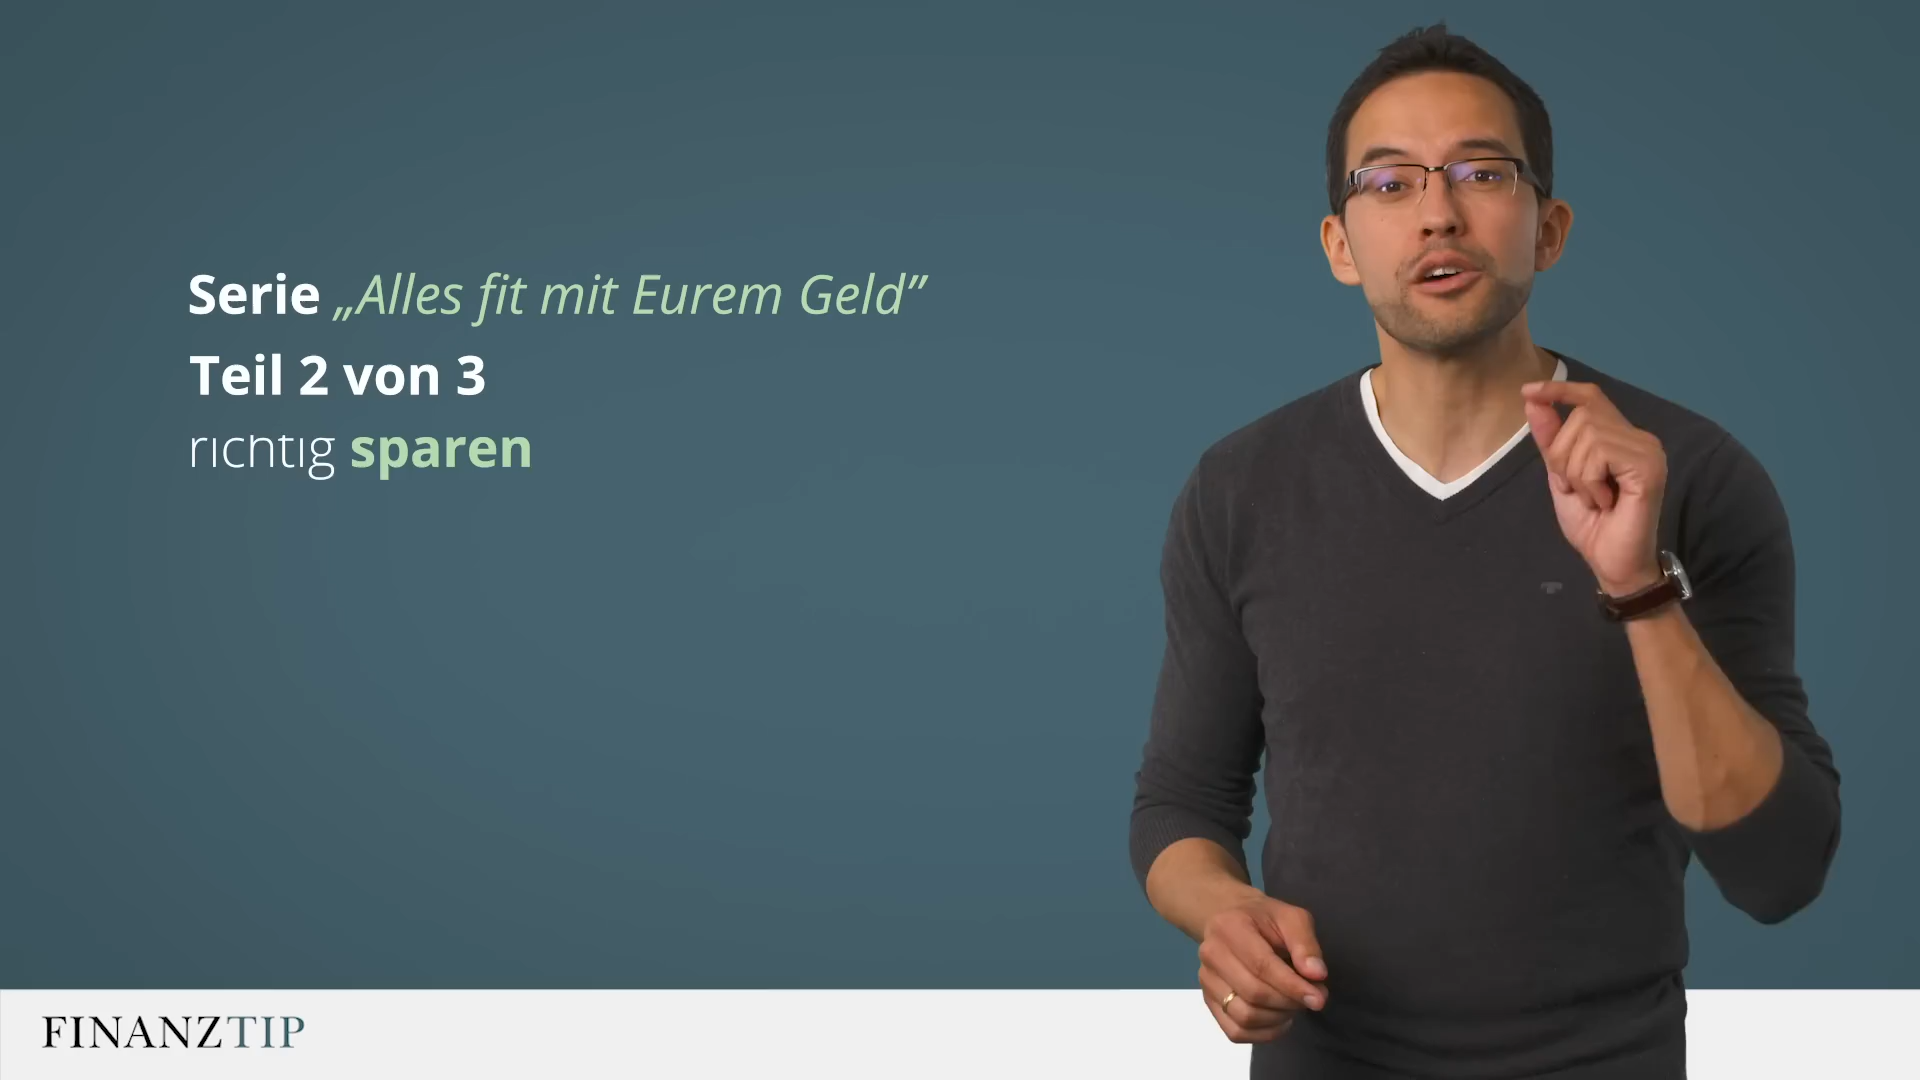 Serie „Alles fit mit Eurem Geld”
Teil 2 von 3
richtig sparen
FINANZTIP